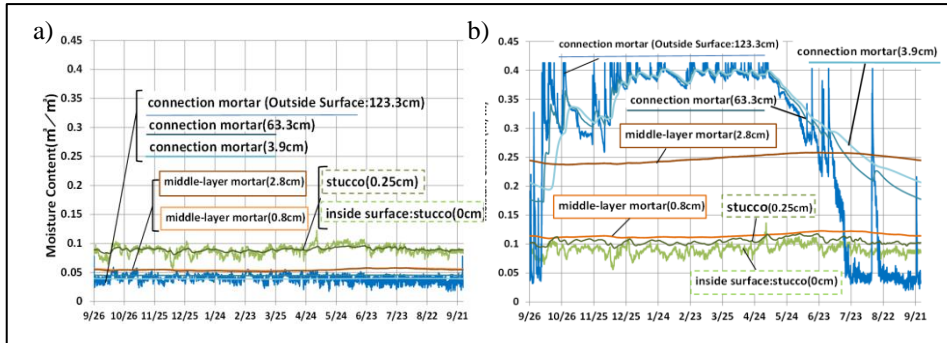 a)
Moisture Content(m³/m³)
0.45
0.4
0.35
0.3
0.25
0.2
0.15
0.1
0.05
0
connection mortar (Outside Surface:123.3cm)
connection mortar(63.3cm)
connection mortar(3.9cm)
middle-layer mortar(2.8cm)
stucco(0.25cm)
middle-layer mortar(0.8cm)
inside surface:stucco(0cm)
9/26 10/26 11/25 12/25 1/24 2/23 3/25 4/24 5/24 6/23 7/23 8/22 9/21
b)
0.45
0.4
0.35
0.3
0.25
0.2
0.15
0.1
0.05
0
connection mortar (Outside Surface:123.3cm)
connection mortar(3.9cm)
connection mortar(63.3cm)
middle-layer mortar(2.8cm)
middle-layer mortar(0.8cm)
stucco(0.25cm)
inside surface:stucco(0cm)
9/26 10/26 11/25 12/25 1/24 2/23 3/25 4/24 5/24 6/23 7/23 8/22 9/21